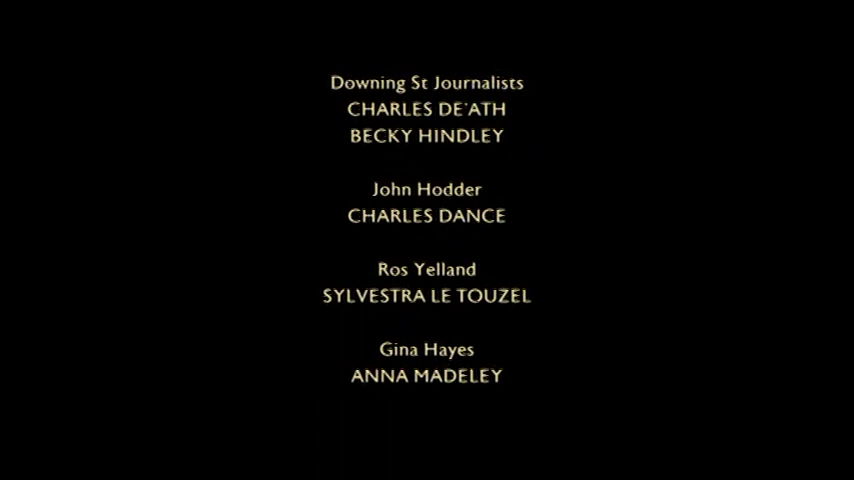 Downing St Journalists
CHARLES DE'ATH
BECKY HINDLEY
John Hodder
CHARLES DANCE
Ros Yelland
SYLVESTRA LE TOUZEL
Gina Hayes
ANNA MADELEY